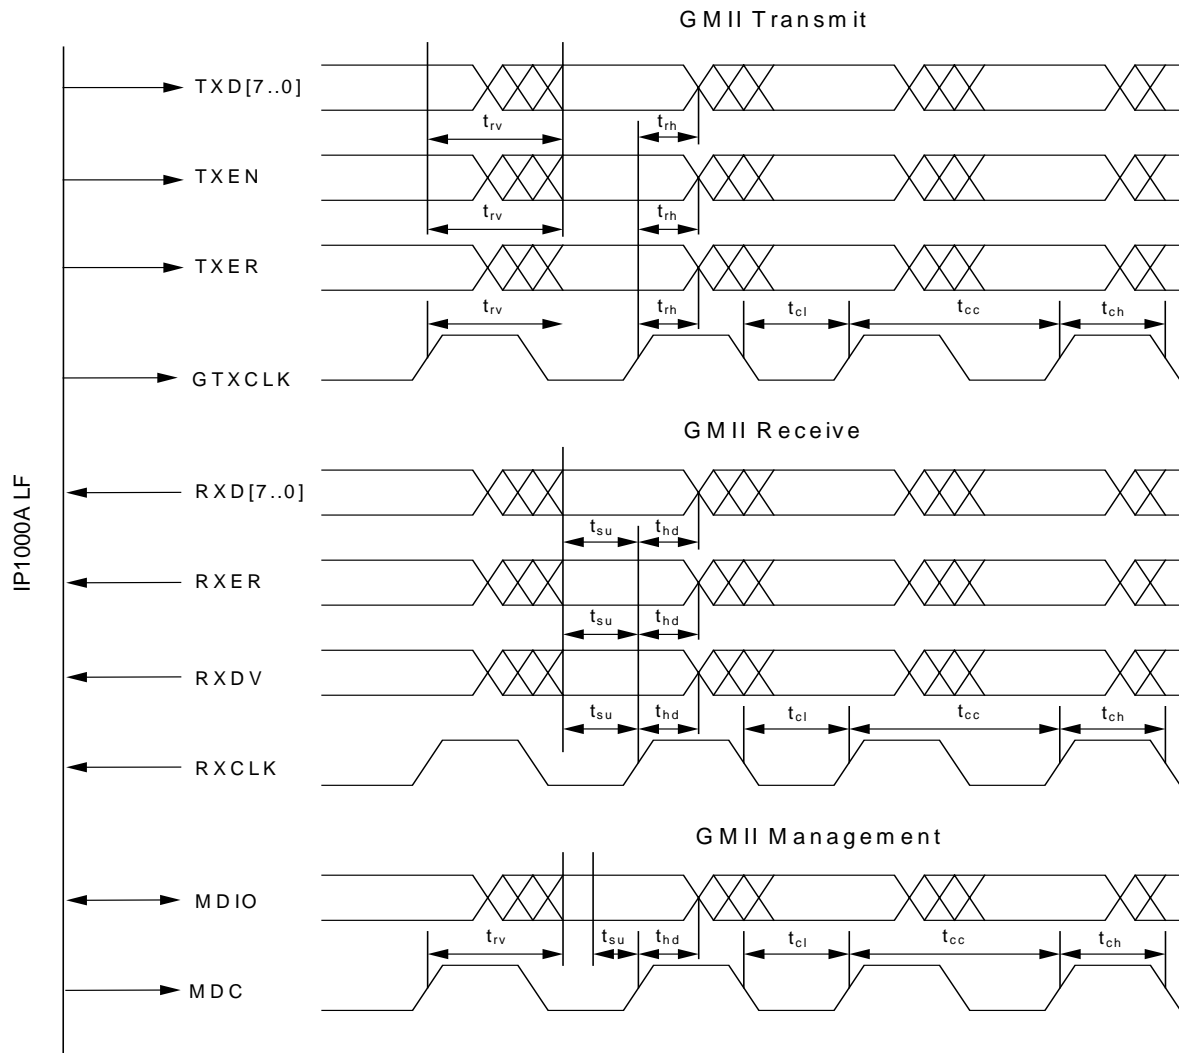 GMII Transmit
TXD[7..0]
trv
trh
TXEN
trv
trh
TXER
trv
trh
tcl
tcc
tch
GTXCLK
GMII Receive
IP1000A LF
RXD[7..0]
tsu
thd
RXER
tsu
thd
RXDV
tsu
thd
tcl
tcc
tch
RXCLK
GMII Management
MDIO
trv
tsu
thd
tcl
tcc
tch
MDC